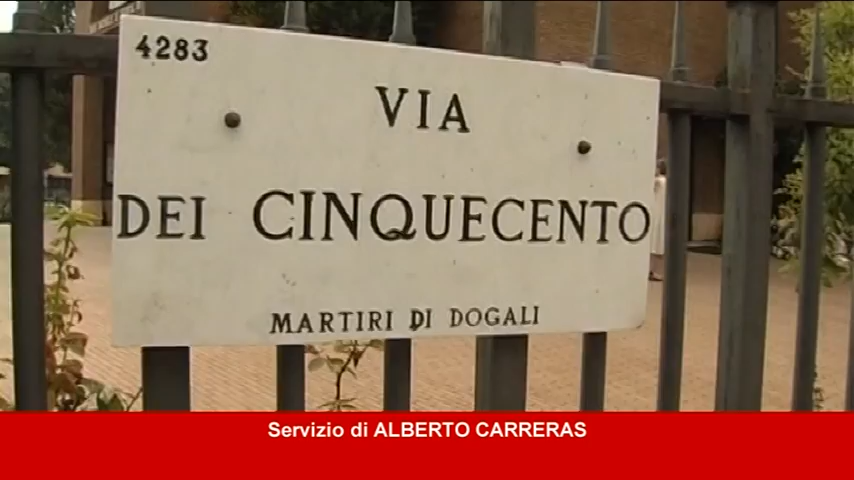 4283
VIA
DEI CINQUECENTO
MARTIRI DI DOGALI
Servizio di ALBERTO CARRERAS